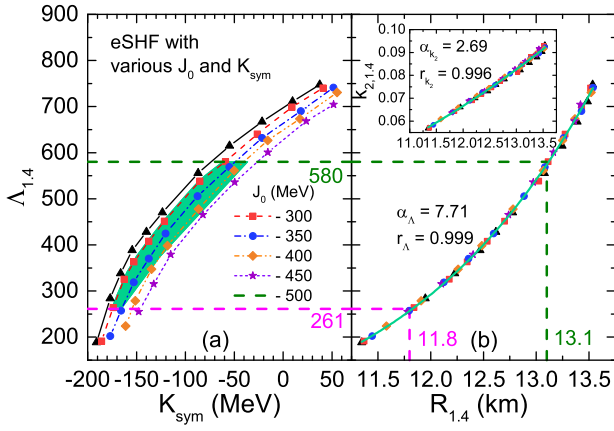 900
800
700
600
500
400
300
200
Λ1.4
eSHF with
various J0 and Ksym
580
J0 (MeV)
- 300
- 350
- 400
- 450
- 500
261
(a)
-200 -150 -100 -50 0 50
Ksym (MeV)
0.10
0.09
0.08
0.07
0.06
κ2,1.4
αk2 = 2.69
rk2 = 0.996
11.0 11.5 12.0 12.5 13.0 13.5
αΛ = 7.71
rΛ = 0.999
11.8
(b)
13.1
11.5 12.0 12.5 13.0 13.5
R1.4 (km)